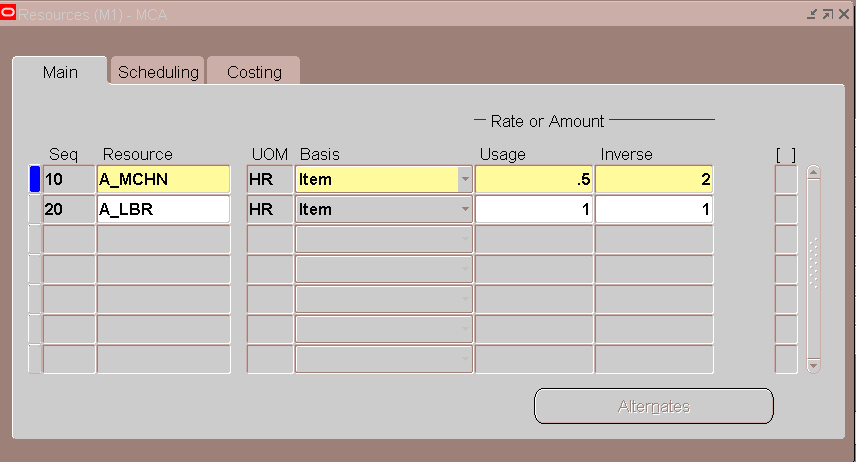 Resources (M1) - MCA
Main Scheduling Costing
Rate or Amount
Seq Resource UOM Basis Usage Inverse [ ]
10 A_MCHN HR Item .5 2
20 A_LBR HR Item 1 1
Alternates